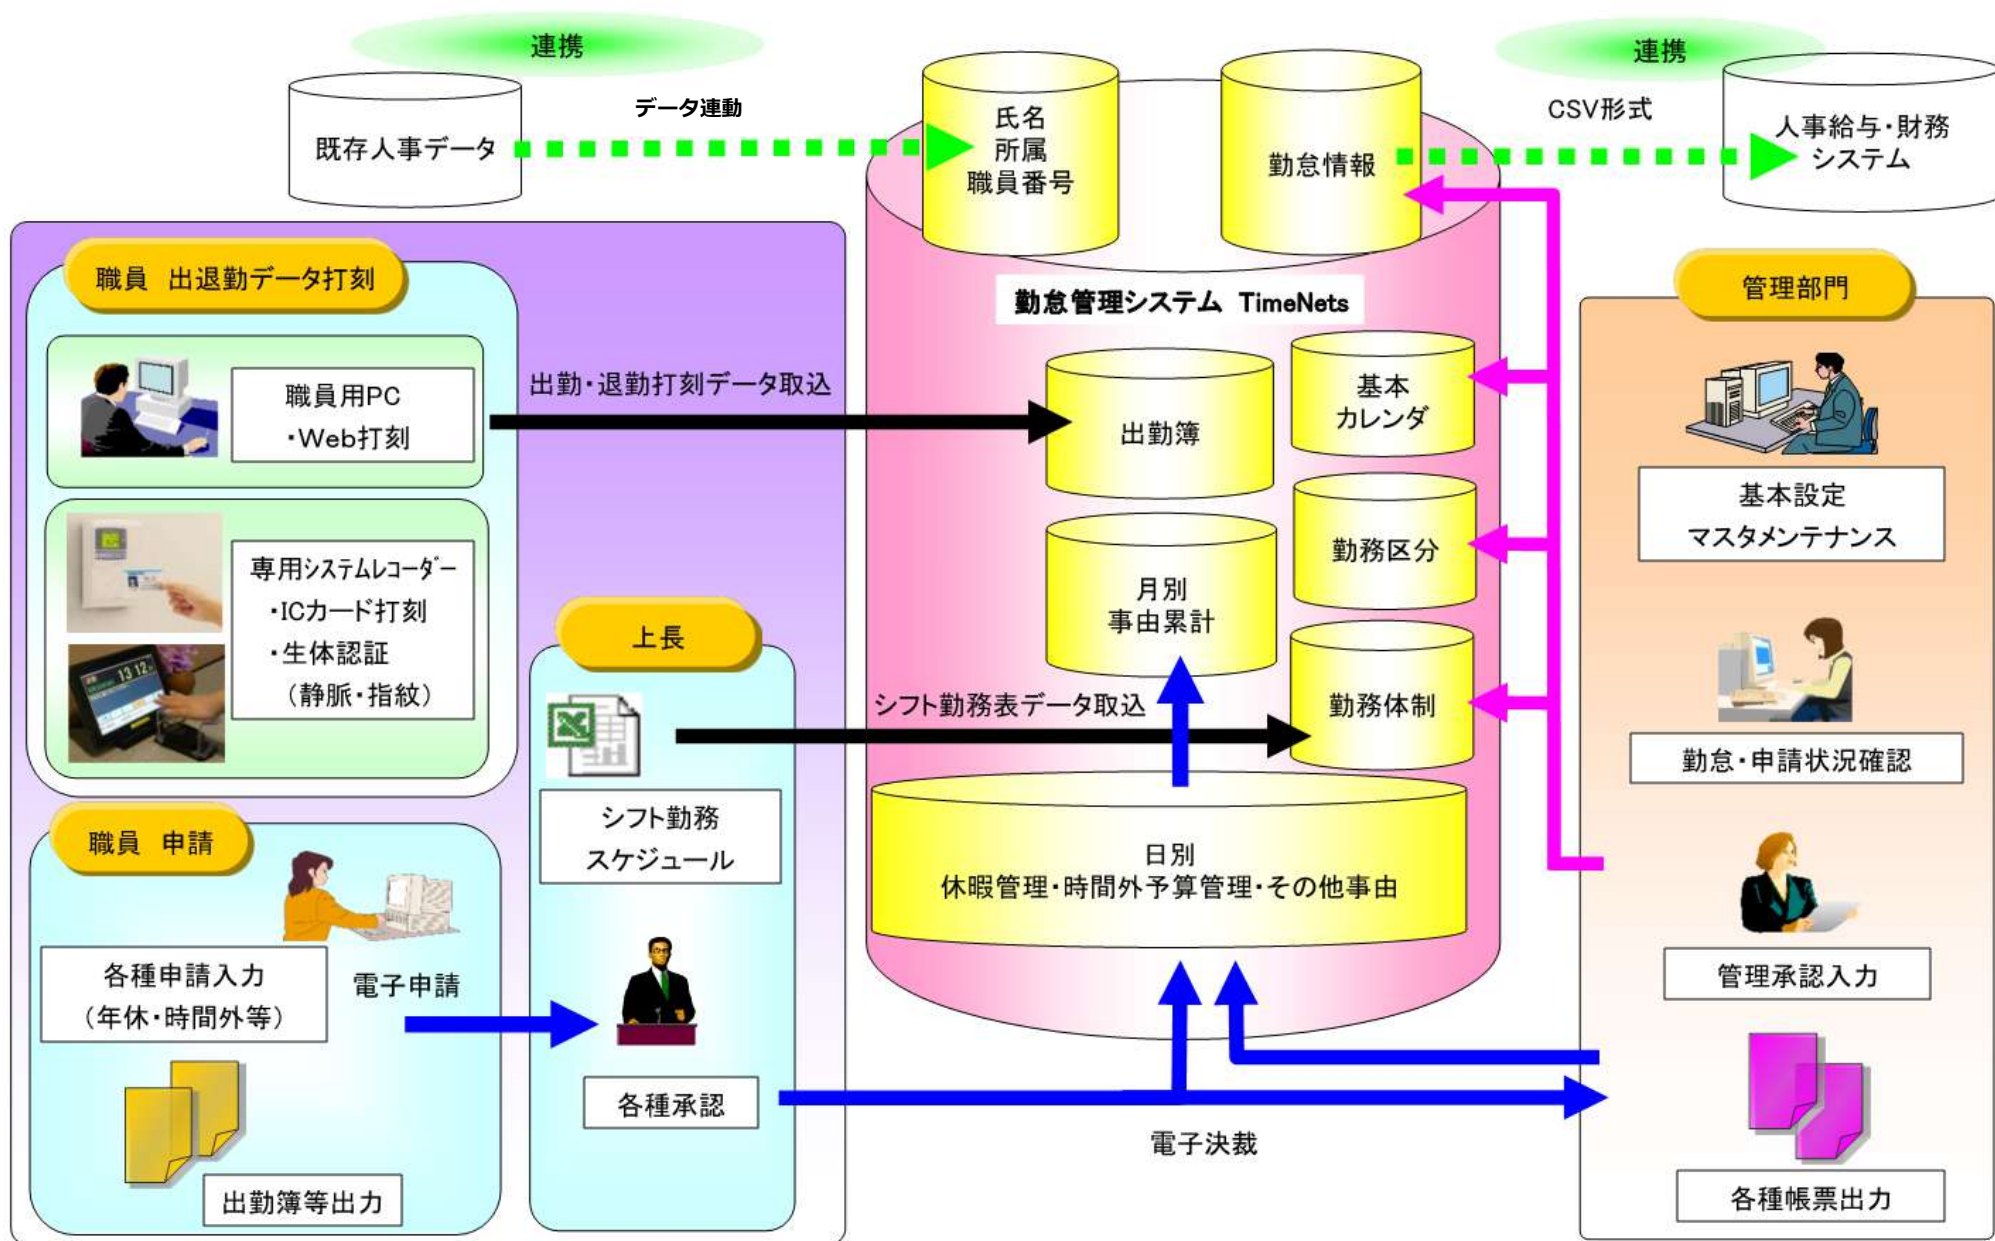 連携
データ連動
既存人事データ
氏名
所属
職員番号
勤怠情報
連携
CSV形式
人事給与・財務
システム
職員 出退勤データ打刻
職員用PC
・Web打刻
専用システムレコーダー
・ICカード打刻
・生体認証
(静脈・指紋)
出勤・退勤打刻データ取込
職員 申請
各種申請入力
(年休・時間外等)
電子申請
出勤簿等出力
上長
シフト勤務
スケジュール
各種承認
シフト勤務表データ取込
勤怠管理システム TimeNets
出勤簿
基本
カレンダ
月別
事由累計
勤務区分
勤務体制
日別
休暇管理・時間外予算管理・その他事由
電子決裁
管理部門
基本設定
マスタメンテナンス
勤怠・申請状況確認
管理承認入力
各種帳票出力